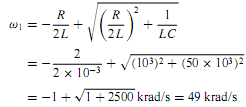 ω₁ = −R/2L + √((R/2L)² + 1/LC)
= −2/(2 × 10⁻³) + √((10³)² + (50 × 10³)²)
= −1 + √(1 + 2500) krad/s = 49 krad/s